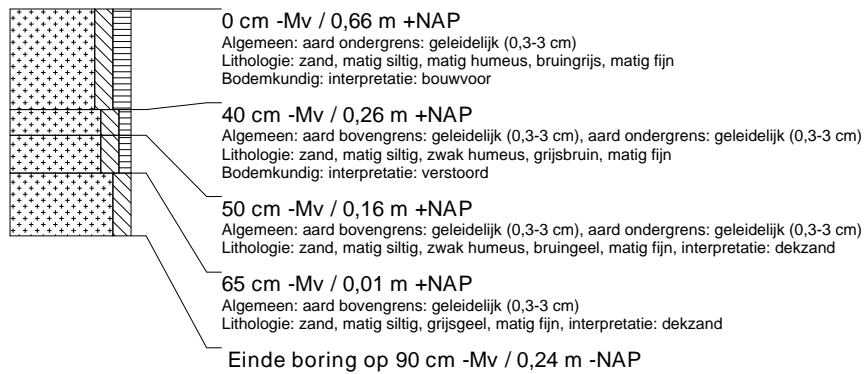 0 cm -Mv / 0,66 m +NAP
Algemeen: aard ondergrens: geleidelijk (0,3-3 cm)
Lithologie: zand, matig siltig, matig humeus, bruingrijs, matig fijn
Bodemkundig: interpretatie: bouwvoor
40 cm -Mv / 0,26 m +NAP
Algemeen: aard bovengrens: geleidelijk (0,3-3 cm), aard ondergrens: geleidelijk (0,3-3 cm)
Lithologie: zand, matig siltig, zwak humeus, grijsbruin, matig fijn
Bodemkundig: interpretatie: verstoord
50 cm -Mv / 0,16 m +NAP
Algemeen: aard bovengrens: geleidelijk (0,3-3 cm), aard ondergrens: geleidelijk (0,3-3 cm)
Lithologie: zand, matig siltig, zwak humeus, bruingeel, matig fijn, interpretatie: dekzand
65 cm -Mv / 0,01 m +NAP
Algemeen: aard bovengrens: geleidelijk (0,3-3 cm)
Lithologie: zand, matig siltig, grijsgeel, matig fijn, interpretatie: dekzand
Einde boring op 90 cm -Mv / 0,24 m -NAP